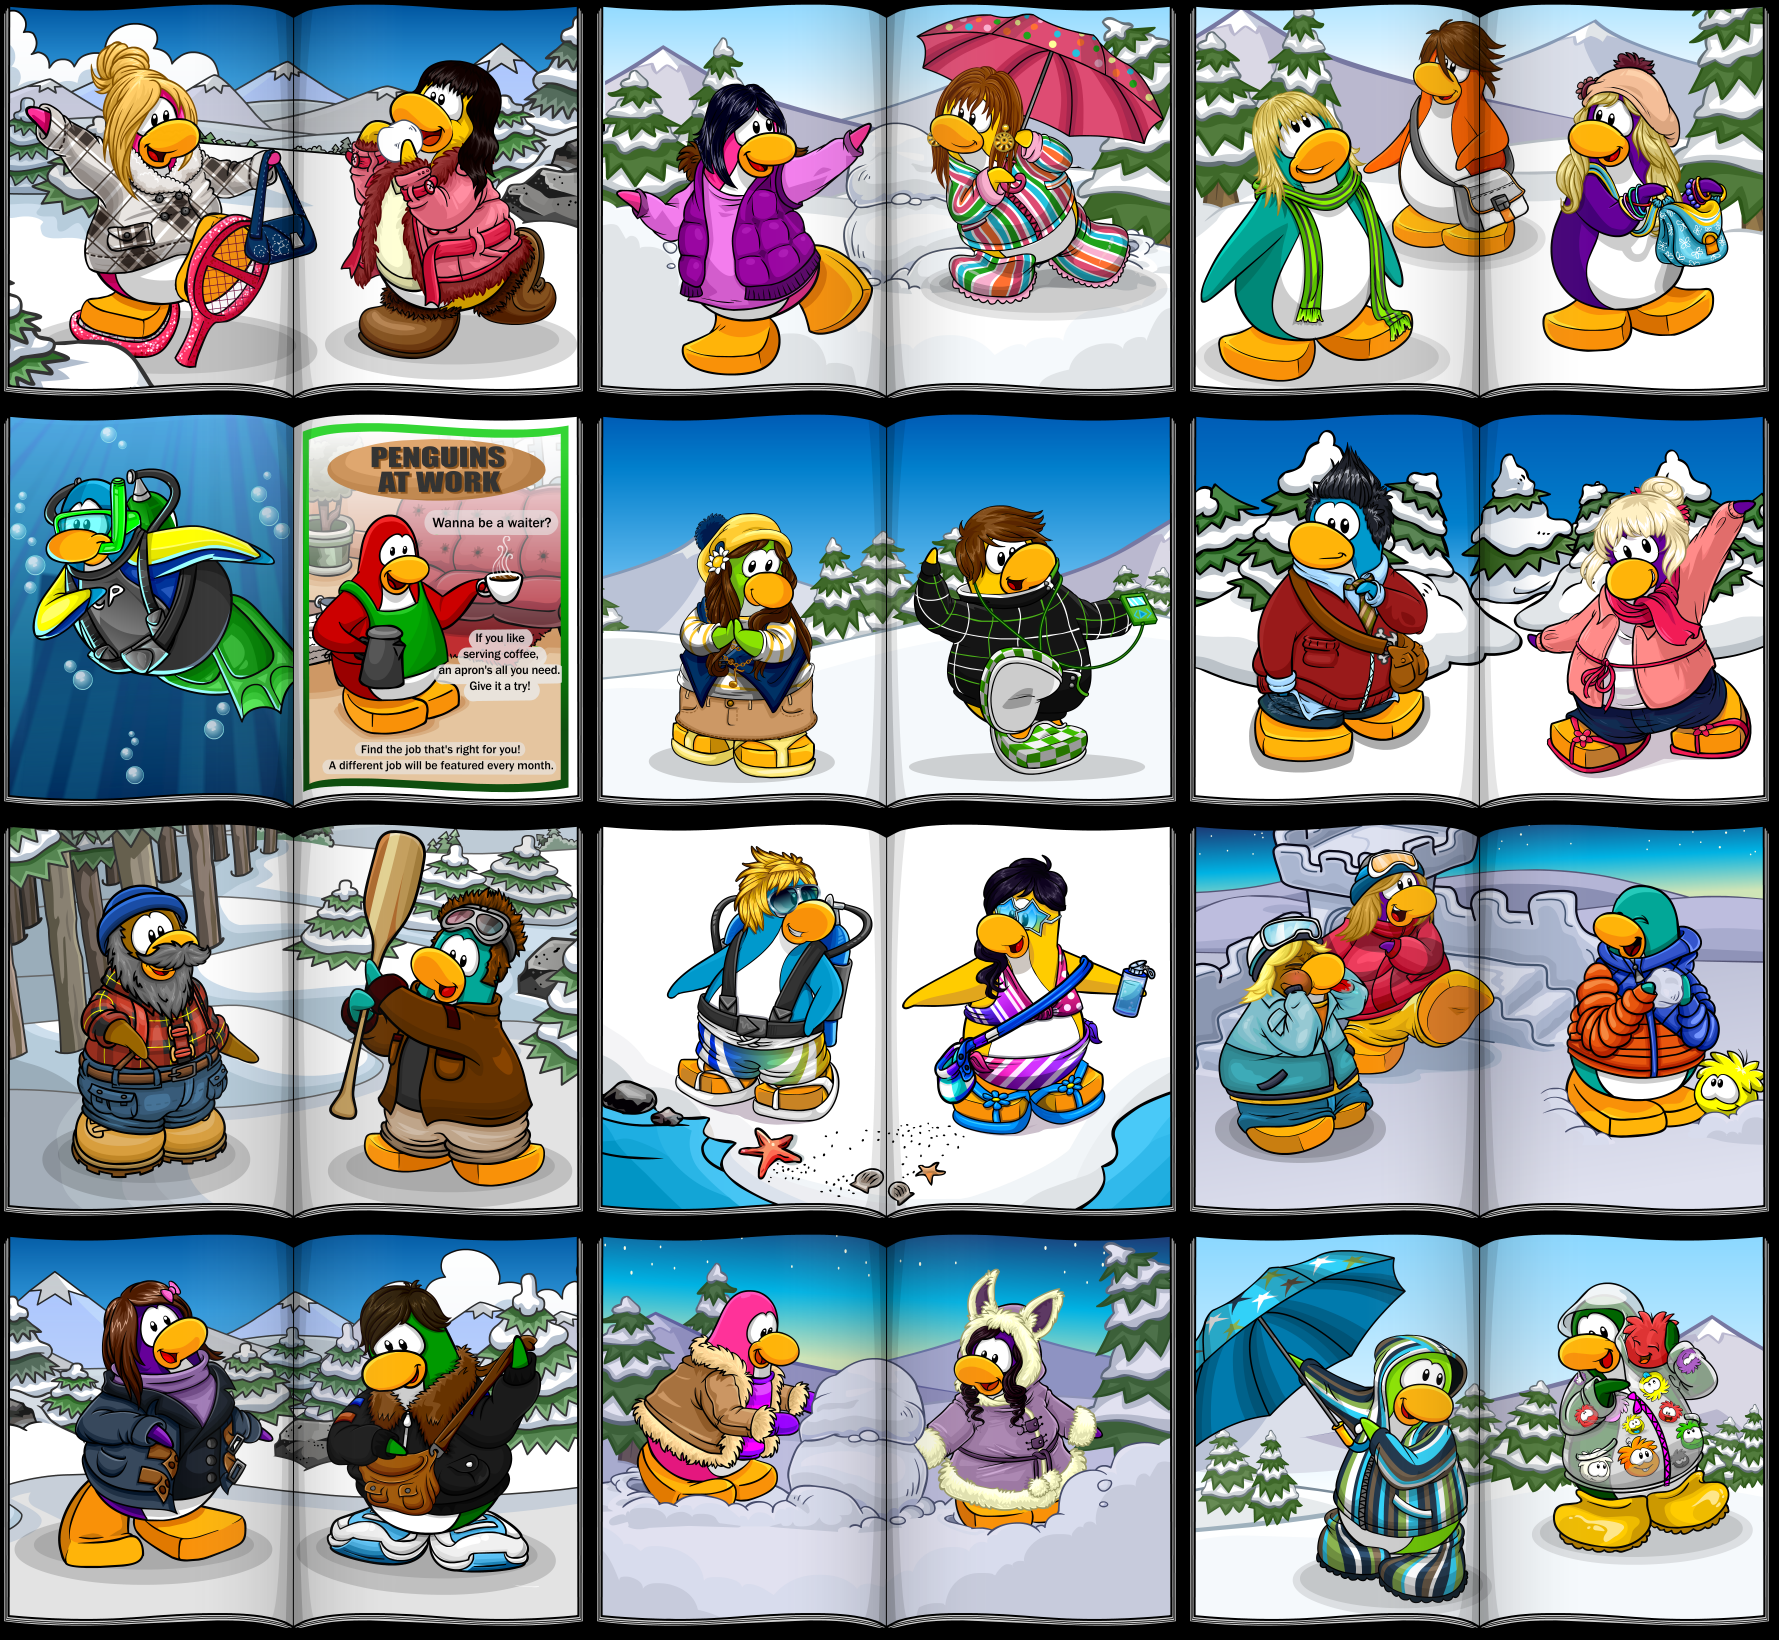 PENGUINS
AT WORK
Wanna be a waiter?
If you like
serving coffee,
an apron's all you need.
Give it a try!
Find the job that's right for you!
A different job will be featured every month.